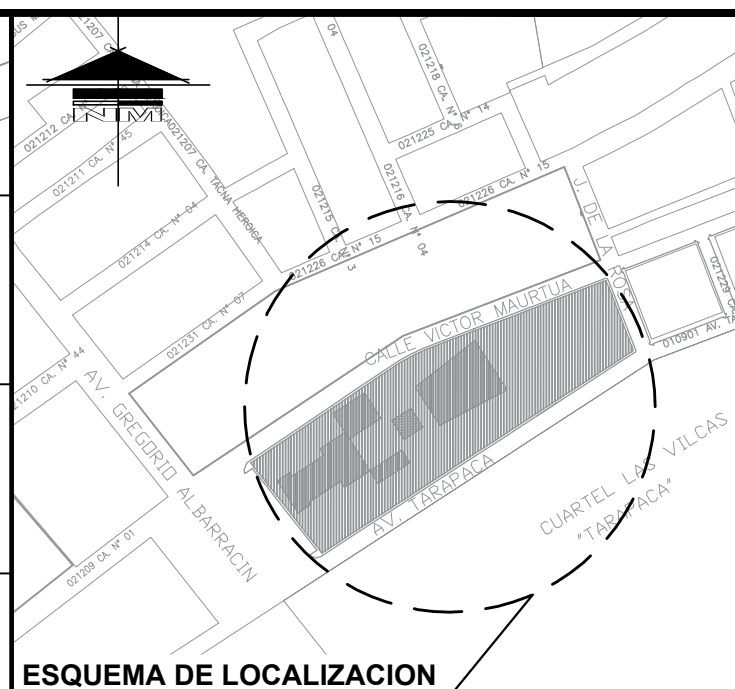 021212 CA.
021207 CA. TACNA HEROICA
021218 CA. N°
04
021225 N° 14
021211 CA. N° 45
021226 CA. N° 15
021216 CA. N° 04
021215 CA. N° 3
021214 CA. N° 04
J. DE LA ROSA
021226 CA. N° 15
021229 CA.
021231 CA. N° 07
CALLE VICTOR MAURTUA
010901 AV. TA
021210 CA. N° 44
AV. GREGORIO ALBARRACIN
AV. TARAPACA
CUARTEL LAS VILCAS
"TARAPACA"
021209 CA. N° 01
ESQUEMA DE LOCALIZACION